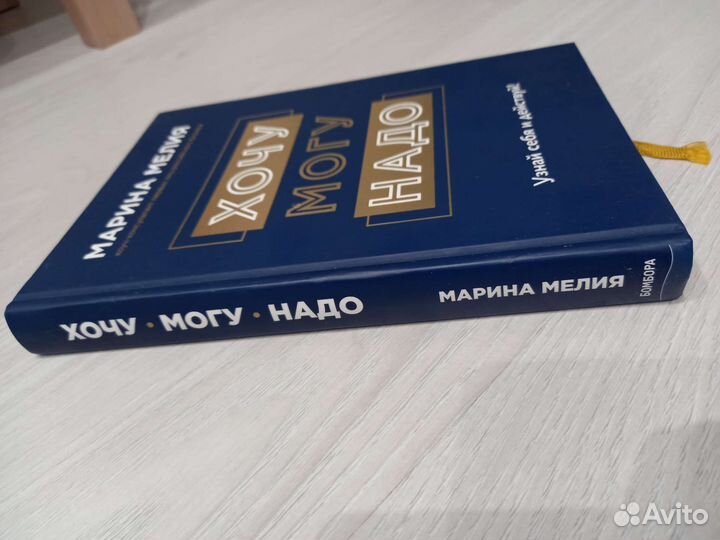 МАРИНА МЕЛИЯ
ХОЧУ
МОГУ
НАДО
Узнай себя и действуй!
ХОЧУ · МОГУ · НАДО
МАРИНА МЕЛИЯ
БОМБОРА
Avito